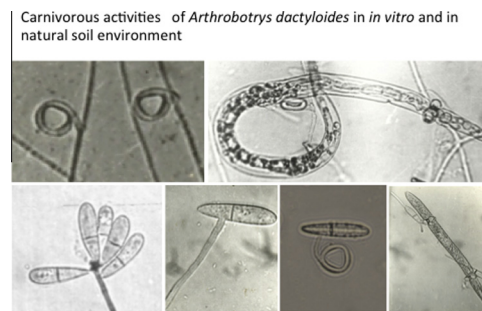 Carnivorous activities of Arthrobotrys dactyloides in in vitro and in
natural soil environment